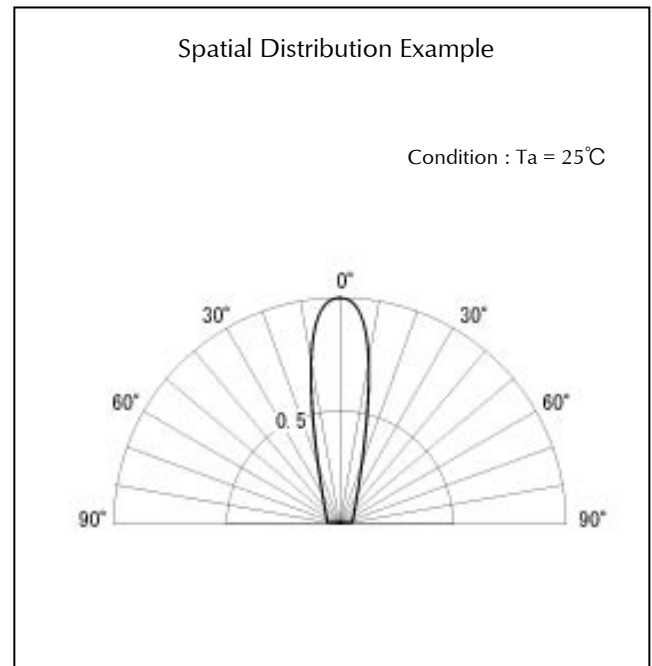 Spatial Distribution Example
Condition : Ta = 25℃
0°
30° 30°
60° 60°
0.5
90° 90°